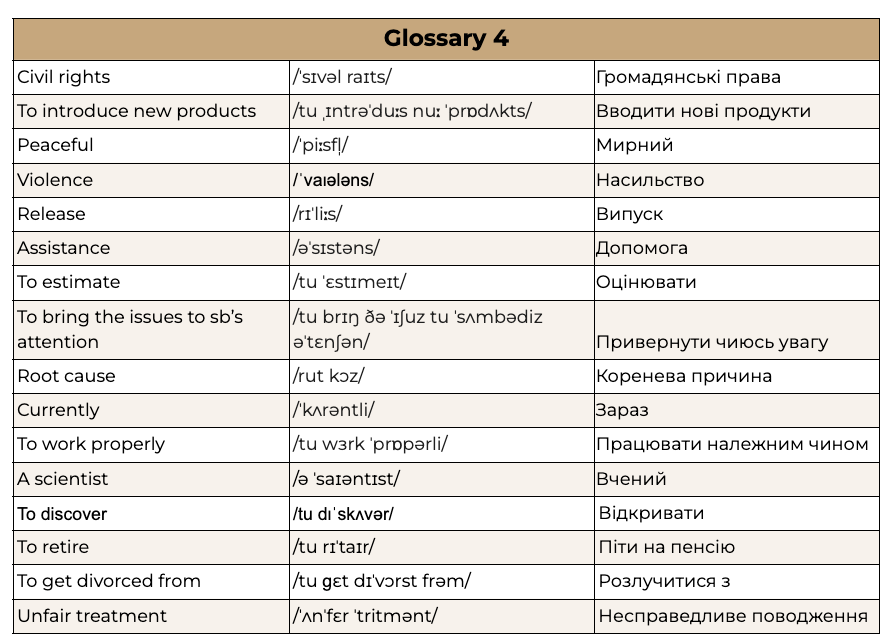 Glossary 4
Civil rights /ˈsɪvəl raɪts/ Громадянські права
To introduce new products /tu ˌɪntrəˈduːs nuː ˈprɒdʌkts/ Вводити нові продукти
Peaceful /ˈpiːsfl̩/ Мирний
Violence /ˈvaɪələns/ Насильство
Release /rɪˈliːs/ Випуск
Assistance /əˈsɪstəns/ Допомога
To estimate /tu ˈɛstɪmeɪt/ Оцінювати
To bring the issues to sb’s /tu brɪŋ ðə ˈɪʃuz tu ˈsʌmbədiz
attention əˈtɛnʃən/ Привернути чиюсь увагу
Root cause /rut kɔz/ Коренева причина
Currently /ˈkʌrəntli/ Зараз
To work properly /tu wɜrk ˈprɒpərli/ Працювати належним чином
A scientist /ə ˈsaɪəntɪst/ Вчений
To discover /tu dɪˈskʌvər/ Відкривати
To retire /tu rɪˈtaɪr/ Піти на пенсію
To get divorced from /tu gɛt dɪˈvɔrst frəm/ Розлучитися з
Unfair treatment /ˈʌnˈfɛr ˈtritmənt/ Несправедливе поводження